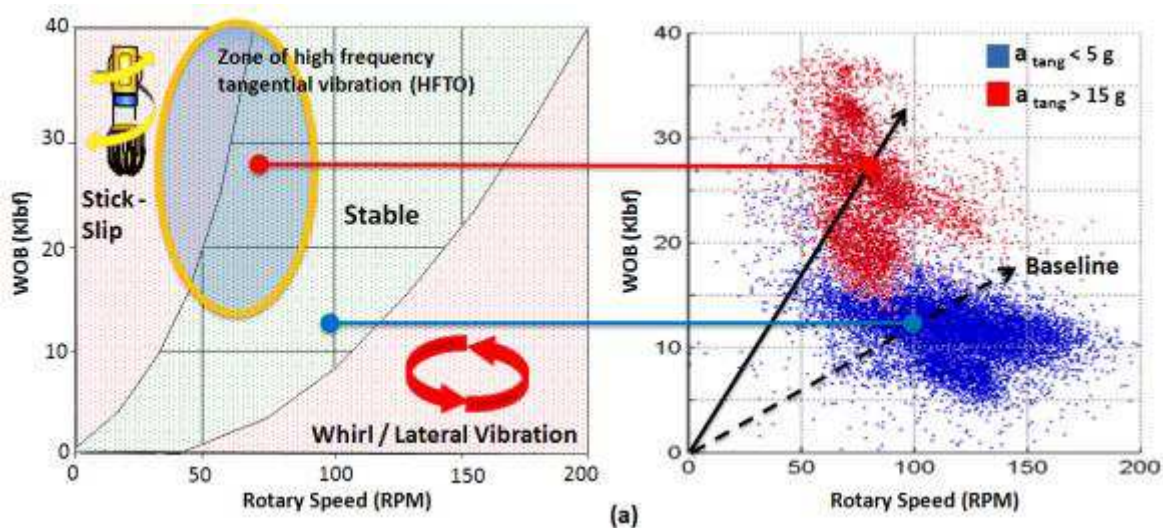 40
30
20
10
0
WOB (Klbf)
Zone of high frequency
tangential vibration (HFTO)
Stick -
Slip
Stable
Whirl / Lateral Vibration
0
50
100
150
200
Rotary Speed (RPM)
40
30
20
10
0
WOB (Klbf)
a tang < 5 g
a tang > 15 g
Baseline
0
50
100
150
200
Rotary Speed (RPM)
(a)